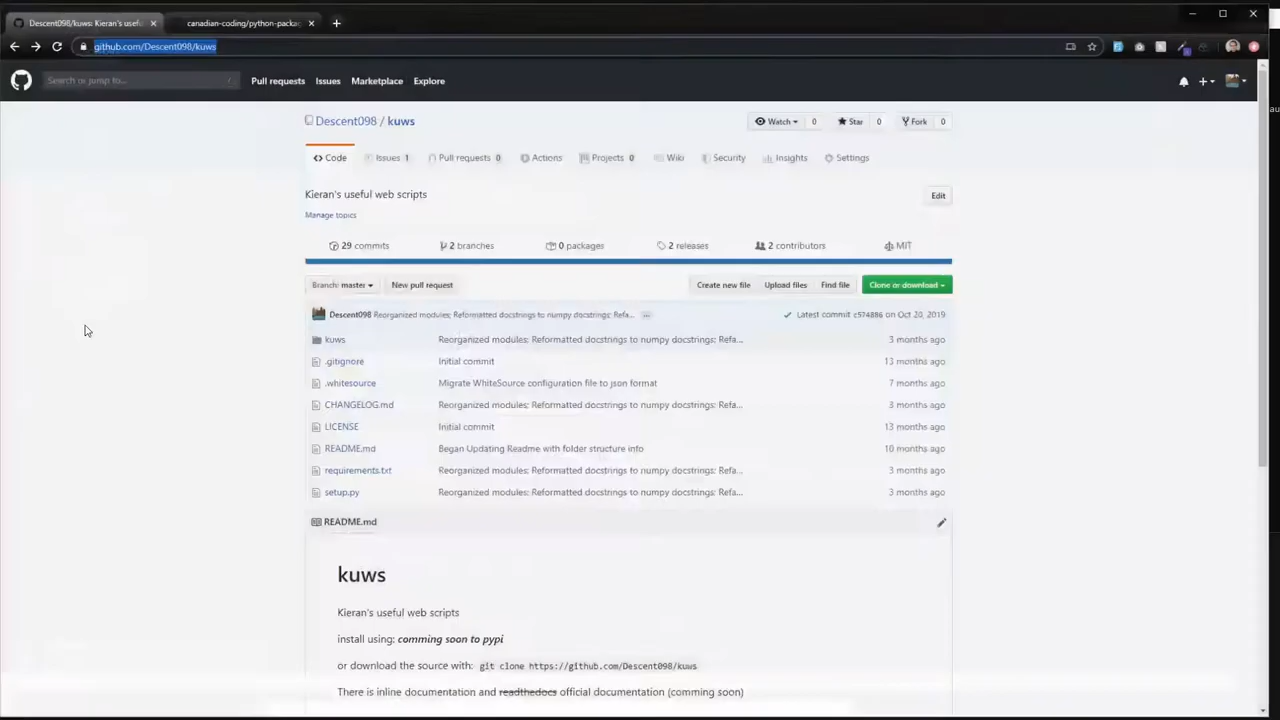 Descent098/kuws: Kieran's usefu
canadian-coding/python-packa
github.com/Descent098/kuws
Search or jump to...
/
Pull requests
Issues
Marketplace
Explore
au
Descent098 / kuws
Watch 0
Star 0
Fork 0
Code
Issues 1
Pull requests 0
Actions
Projects 0
Wiki
Security
Insights
Settings
Kieran's useful web scripts
Edit
Manage topics
29 commits
2 branches
0 packages
2 releases
2 contributors
MIT
Branch: master
New pull request
Create new file
Upload files
Find file
Clone or download
Descent098 Reorganized modules; Reformatted docstrings to numpy docstrings; Refa... ...
Latest commit c574886 on Oct 20, 2019
kuws Reorganized modules; Reformatted docstrings to numpy docstrings; Refa... 3 months ago
.gitignore Initial commit 13 months ago
.whitesource Migrate WhiteSource configuration file to json format 7 months ago
CHANGELOG.md Reorganized modules; Reformatted docstrings to numpy docstrings; Refa... 3 months ago
LICENSE Initial commit 13 months ago
README.md Began Updating Readme with folder structure info 10 months ago
requirements.txt Reorganized modules; Reformatted docstrings to numpy docstrings; Refa... 3 months ago
setup.py Reorganized modules; Reformatted docstrings to numpy docstrings; Refa... 3 months ago
README.md
kuws
Kieran's useful web scripts
install using: comming soon to pypi
or download the source with: git clone https://github.com/Descent098/kuws
There is inline documentation and readthedocs official documentation (comming soon)